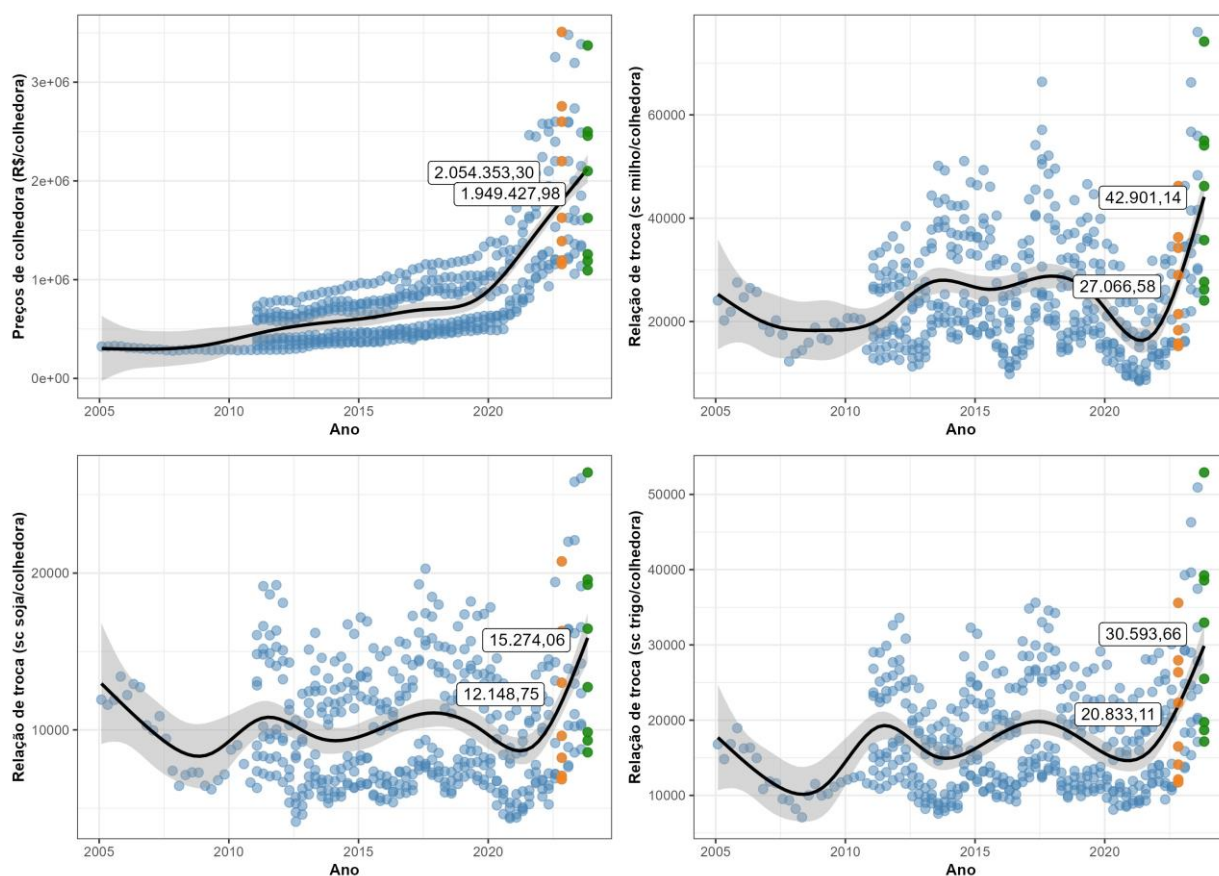 Preços de colhedora (R$/colhedora)
3e+06
2e+06
1e+06
0e+00
2.054.353,30
1.949.427,98
2005 2010 2015 2020
Ano
Relação de troca (sc milho/colhedora)
60000
40000
20000
42.901,14
27.066,58
2005 2010 2015 2020
Ano
Relação de troca (sc soja/colhedora)
20000
10000
15.274,06
12.148,75
2005 2010 2015 2020
Ano
Relação de troca (sc trigo/colhedora)
50000
40000
30000
20000
10000
30.593,66
20.833,11
2005 2010 2015 2020
Ano